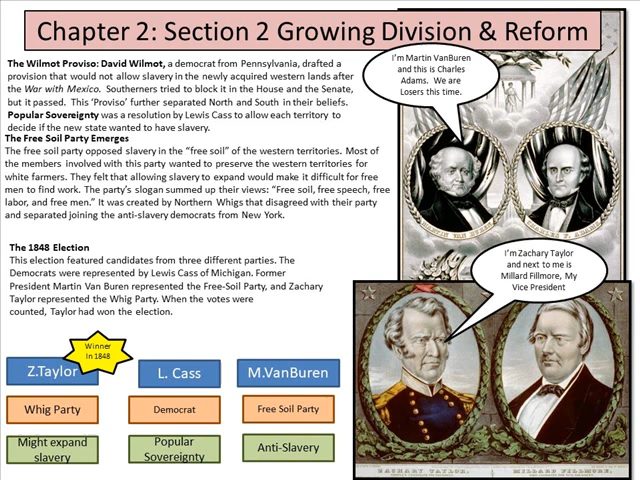 Chapter 2: Section 2 Growing Division & Reform
The Wilmot Proviso: David Wilmot, a democrat from Pennsylvania, drafted a
provision that would not allow slavery in the newly acquired western lands after
the War with Mexico. Southerners tried to block it in the House and the Senate,
but it passed. This ‘Proviso’ further separated North and South in their beliefs.
Popular Sovereignty was a resolution by Lewis Cass to allow each territory to
decide if the new state wanted to have slavery.
The Free Soil Party Emerges
The free soil party opposed slavery in the “free soil” of the western territories. Most of
the members involved with this party wanted to preserve the western territories for
white farmers. They felt that allowing slavery to expand would make it difficult for free
men to find work. The party’s slogan summed up their views: “Free soil, free speech, free
labor, and free men.” It was created by Northern Whigs that disagreed with their party
and separated joining the anti-slavery democrats from New York.
The 1848 Election
This election featured candidates from three different parties. The
Democrats were represented by Lewis Cass of Michigan. Former
President Martin Van Buren represented the Free-Soil Party, and Zachary
Taylor represented the Whig Party. When the votes were
counted, Taylor had won the election.
I’m Martin VanBuren
and this is Charles
Adams. We are
Losers this time.
MARTIN VAN BUREN
CHARLES F. ADAMS
I’m Zachary Taylor
and next to me is
Millard Fillmore, My
Vice President
ZACHARY TAYLOR.
MILLARD FILLMORE.
Winner
In 1848
Z.Taylor
L. Cass
M.VanBuren
Whig Party
Democrat
Free Soil Party
Might expand
slavery
Popular
Sovereignty
Anti-Slavery